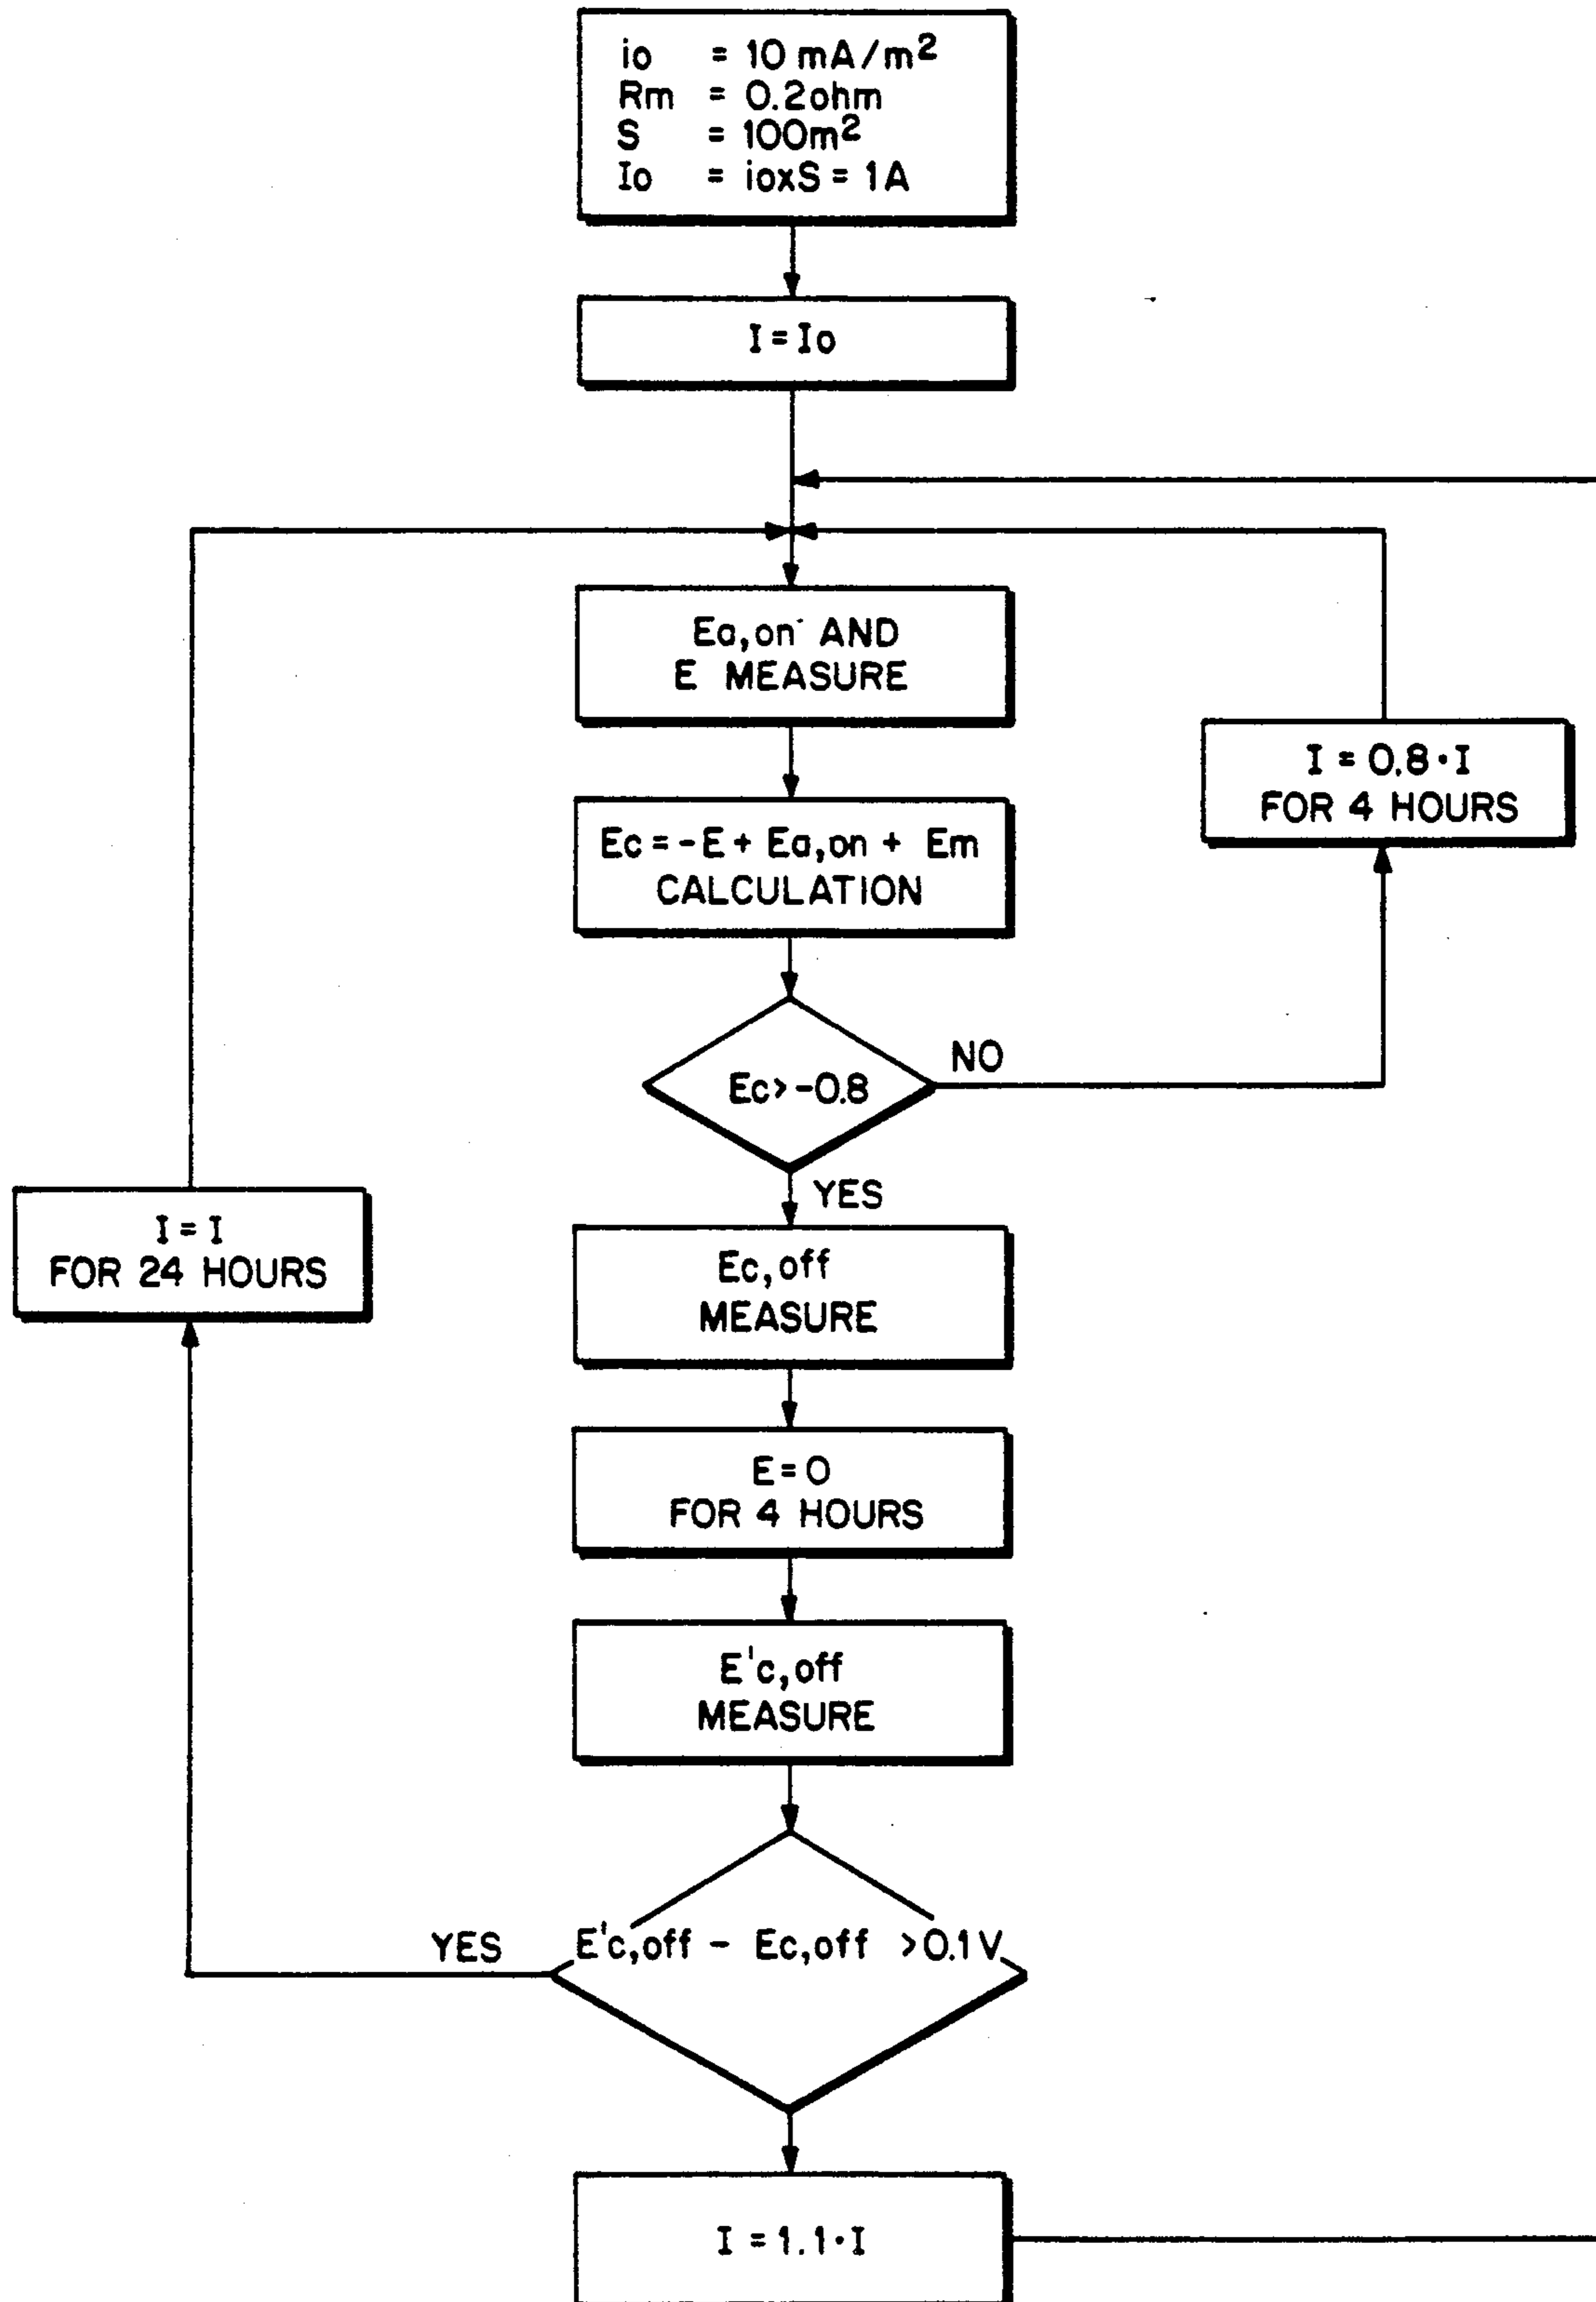 io = 10 mA/m²
Rm = 0.2ohm
S = 100m²
Io = ioxS = 1A
I = Io
Ea,on AND
E MEASURE
I = 0.8·I
FOR 4 HOURS
Ec = -E + Ea,on + Em
CALCULATION
Ec>-0.8
NO
YES
I = I
FOR 24 HOURS
Ec,off
MEASURE
E=0
FOR 4 HOURS
E'c,off
MEASURE
YES
E'c,off - Ec,off >0.1V
I = 1.1·I